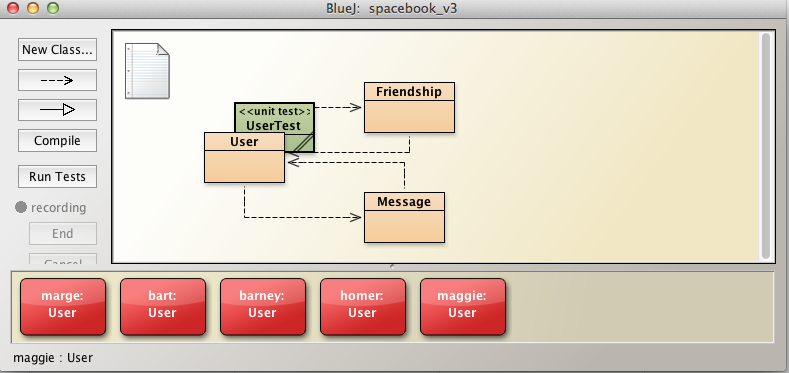 BlueJ: spacebook_v3
New Class...
Compile
Run Tests
recording
End
Cancel
<<unit test>>
UserTest
User
Friendship
Message
marge:
User
bart:
User
barney:
User
homer:
User
maggie:
User
maggie : User